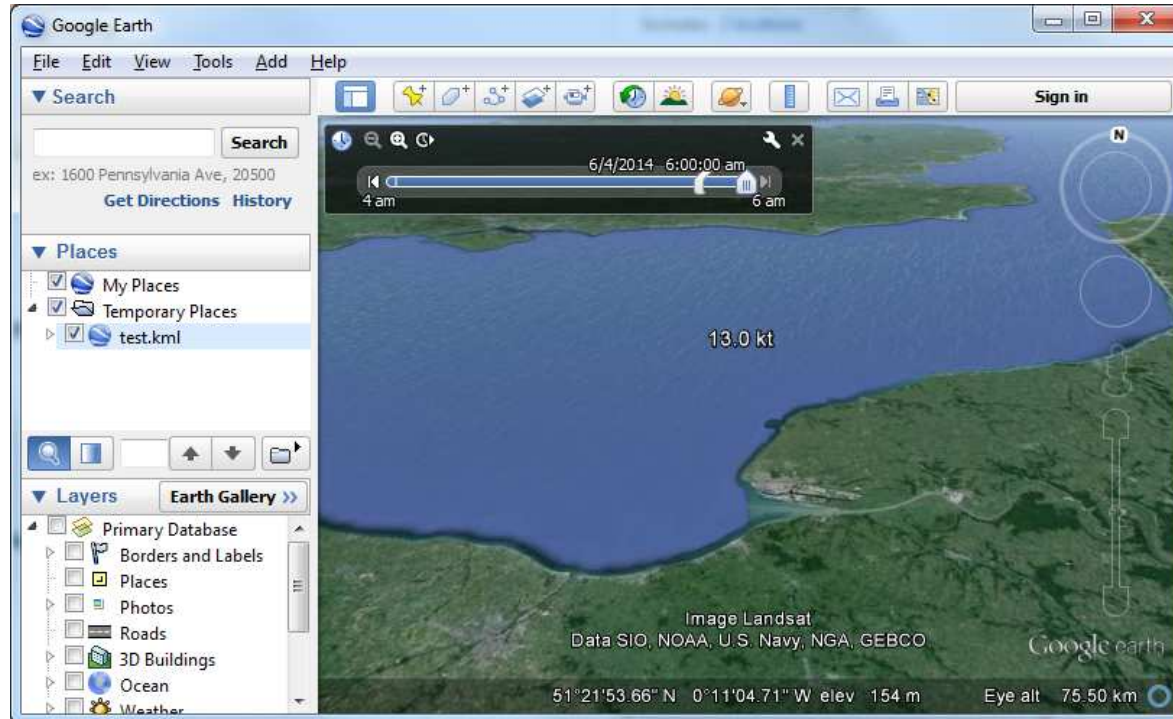 Google Earth
File Edit View Tools Add Help
Search
Sign in
Search
ex: 1600 Pennsylvania Ave, 20500
Get Directions History
6/4/2014 6:00:00 am
4 am 6 am
N
Places
My Places
Temporary Places
test.kml
13.0 kt
Layers
Earth Gallery >>
Primary Database
Borders and Labels
Places
Photos
Roads
3D Buildings
Ocean
Weather
Image Landsat
Data SIO, NOAA, U.S. Navy, NGA, GEBCO
Google earth
51°21'53.66" N 0°11'04.71" W elev 154 m Eye alt 75.50 km